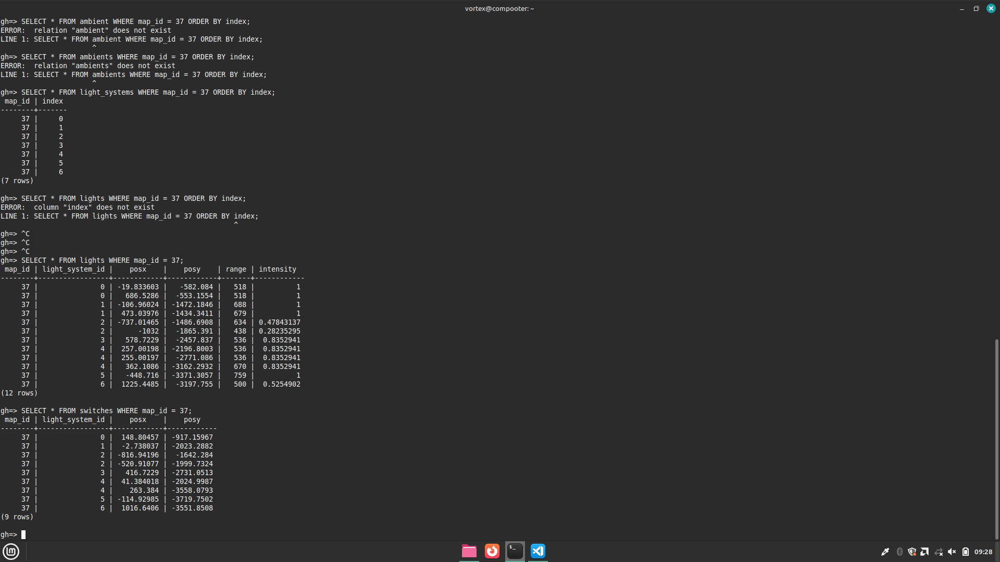 vortex@compooter: ~
gh=> SELECT * FROM ambient WHERE map_id = 37 ORDER BY index;
ERROR:  relation "ambient" does not exist
LINE 1: SELECT * FROM ambient WHERE map_id = 37 ORDER BY index;
                      ^
gh=> SELECT * FROM ambients WHERE map_id = 37 ORDER BY index;
ERROR:  relation "ambients" does not exist
LINE 1: SELECT * FROM ambients WHERE map_id = 37 ORDER BY index;
                      ^
gh=> SELECT * FROM light_systems WHERE map_id = 37 ORDER BY index;
 map_id | index
--------+-------
     37 |     0
     37 |     1
     37 |     2
     37 |     3
     37 |     4
     37 |     5
     37 |     6
(7 rows)

gh=> SELECT * FROM lights WHERE map_id = 37 ORDER BY index;
ERROR:  column "index" does not exist
LINE 1: SELECT * FROM lights WHERE map_id = 37 ORDER BY index;
                                                        ^
gh=> ^C
gh=> ^C
gh=> ^C
gh=> SELECT * FROM lights WHERE map_id = 37;
 map_id | light_system_id |    posx    |    posy    | range | intensity
--------+-----------------+------------+------------+-------+------------
     37 |               0 | -19.833603 |   -582.084 |   518 |          1
     37 |               0 |   686.5286 |  -553.1554 |   518 |          1
     37 |               1 | -106.96024 | -1472.1846 |   688 |          1
     37 |               1 |  473.03976 | -1434.3411 |   679 |          1
     37 |               2 | -737.01465 | -1486.6908 |   634 | 0.47843137
     37 |               2 |      -1032 |  -1865.391 |   438 | 0.28235295
     37 |               3 |   578.7229 |  -2457.837 |   536 |  0.8352941
     37 |               4 |  257.00198 | -2196.8003 |   536 |  0.8352941
     37 |               4 |  255.00197 |  -2771.086 |   536 |  0.8352941
     37 |               4 |   362.1086 | -3162.2932 |   670 |  0.8352941
     37 |               5 |   -448.716 | -3371.3057 |   759 |          1
     37 |               6 |  1225.4485 |  -3197.755 |   500 |  0.5254902
(12 rows)

gh=> SELECT * FROM switches WHERE map_id = 37;
 map_id | light_system_id |    posx    |    posy
--------+-----------------+------------+------------
     37 |               0 |  148.80457 | -917.15967
     37 |               1 |  -2.738037 | -2023.2882
     37 |               2 | -816.94196 |  -1642.284
     37 |               2 | -520.91077 | -1999.7324
     37 |               3 |   416.7229 | -2731.0513
     37 |               4 |  41.384018 | -2024.9987
     37 |               4 |    263.384 | -3558.0793
     37 |               5 | -114.92985 | -3719.7502
     37 |               6 |  1016.6406 | -3551.8508
(9 rows)

gh=>
$_
09:28